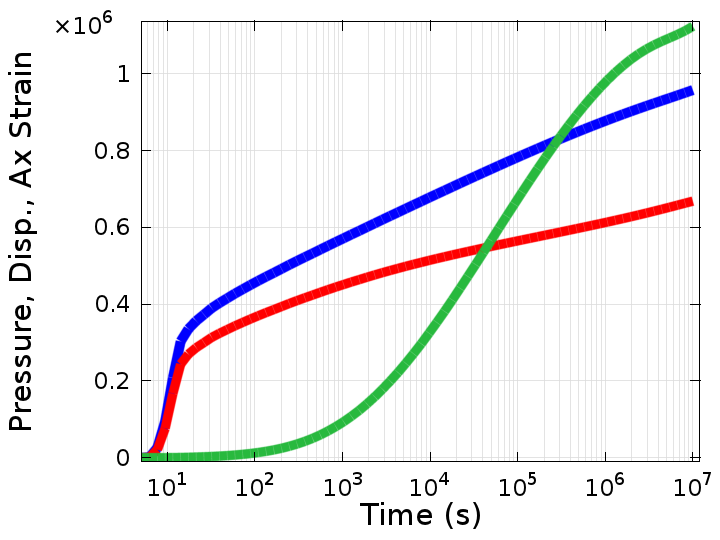 ×10⁶
1
0.8
0.6
0.4
0.2
0
Pressure, Disp., Ax Strain
10¹ 10² 10³ 10⁴ 10⁵ 10⁶ 10⁷
Time (s)